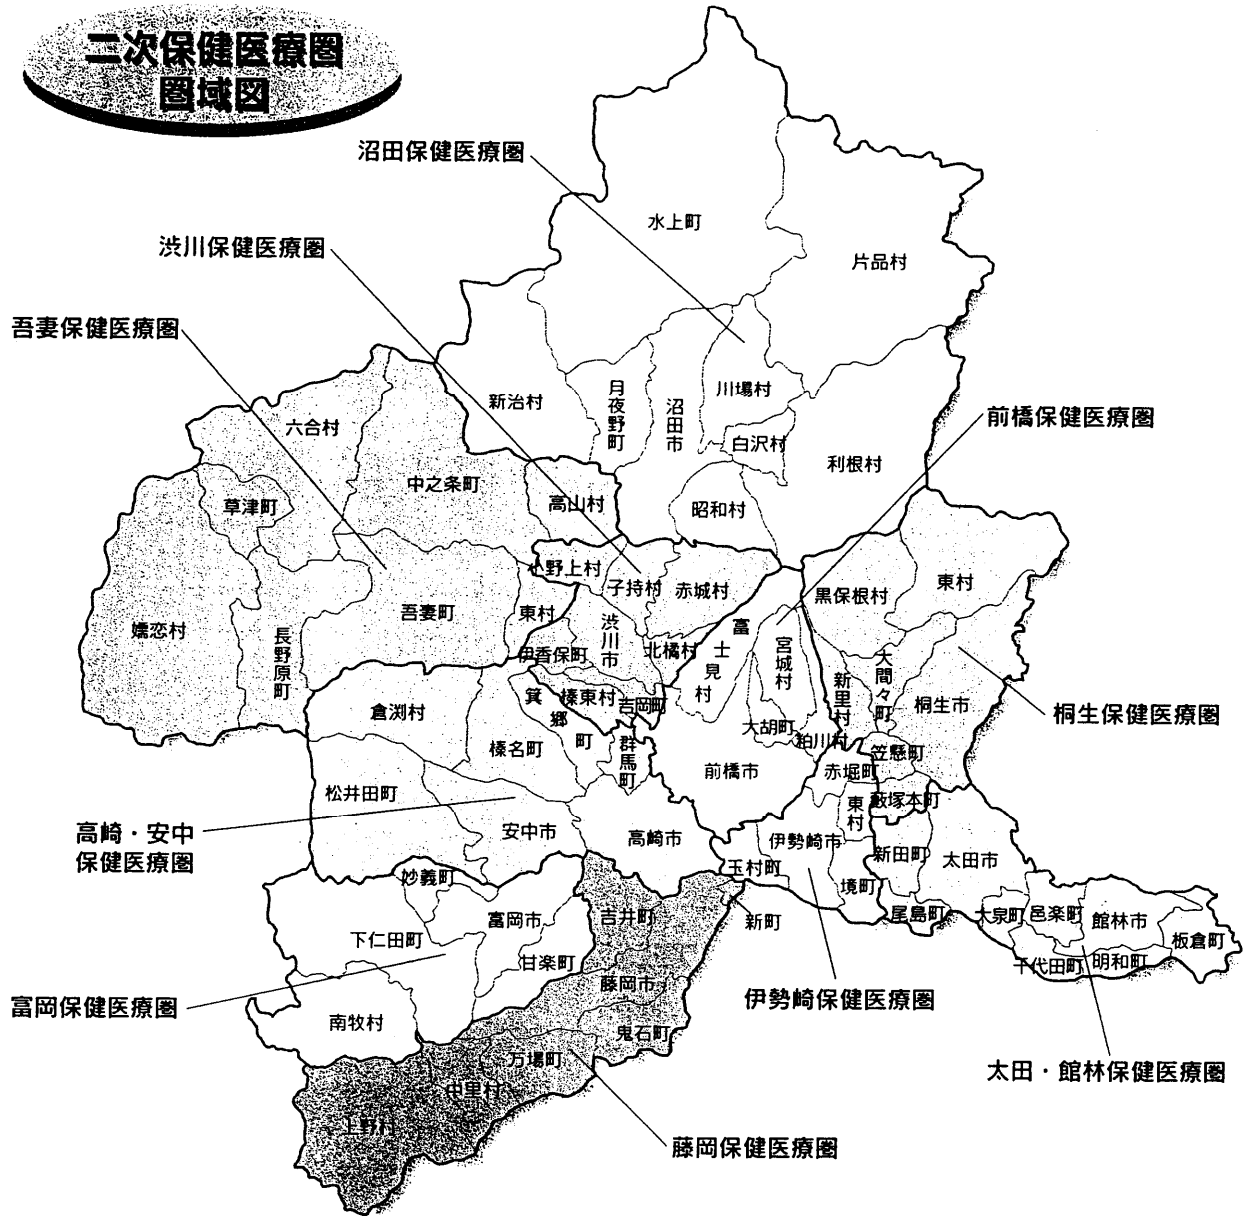 二次保健医療圏
圏域図
沼田保健医療圏
渋川保健医療圏
吾妻保健医療圏
前橋保健医療圏
桐生保健医療圏
高崎・安中
保健医療圏
富岡保健医療圏
伊勢崎保健医療圏
太田・館林保健医療圏
藤岡保健医療圏
水上町
片品村
新治村
月夜野町
沼田市
川場村
白沢村
利根村
昭和村
六合村
草津町
中之条町
高山村
嬬恋村
長野原町
吾妻町
東村
小野上村
子持村
赤城村
渋川市
北橘村
伊香保町
榛東村
吉岡町
富士見村
宮城村
大胡町
粕川村
前橋市
黒保根村
東村
新里村
大間々町
桐生市
笠懸町
藪塚本町
倉渕村
榛名町
箕郷町
群馬町
松井田町
安中市
高崎市
赤堀町
東村
伊勢崎市
玉村町
境町
新田町
太田市
尾島町
大泉町
邑楽町
館林市
板倉町
千代田町
明和町
妙義町
富岡市
下仁田町
甘楽町
南牧村
吉井町
新町
藤岡市
鬼石町
万場町
中里村
上野村